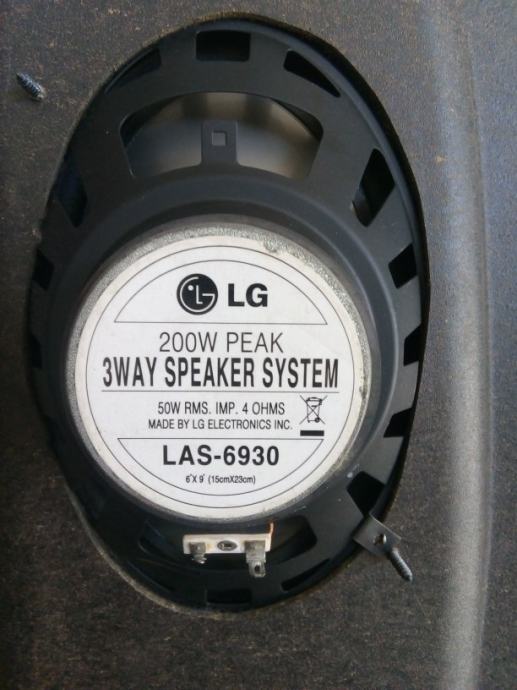 LG
200W PEAK
3WAY SPEAKER SYSTEM
50W RMS. IMP. 4 OHMS
MADE BY LG ELECTRONICS INC.
LAS-6930
6'X 9' (15cmX23cm)